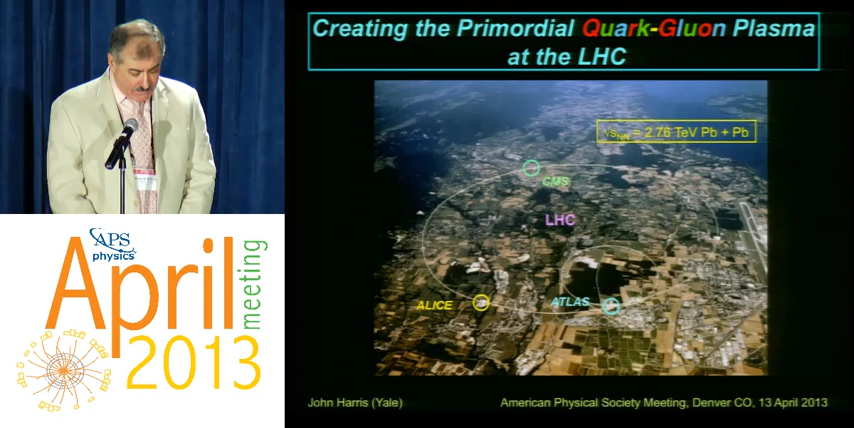 Creating the Primordial Quark-Gluon Plasma
at the LHC
√sNN = 2.76 TeV Pb + Pb
CMS
LHC
ALICE
ATLAS
APS
physics
April
meeting
2013
John Harris (Yale)
American Physical Society Meeting, Denver CO, 13 April 2013